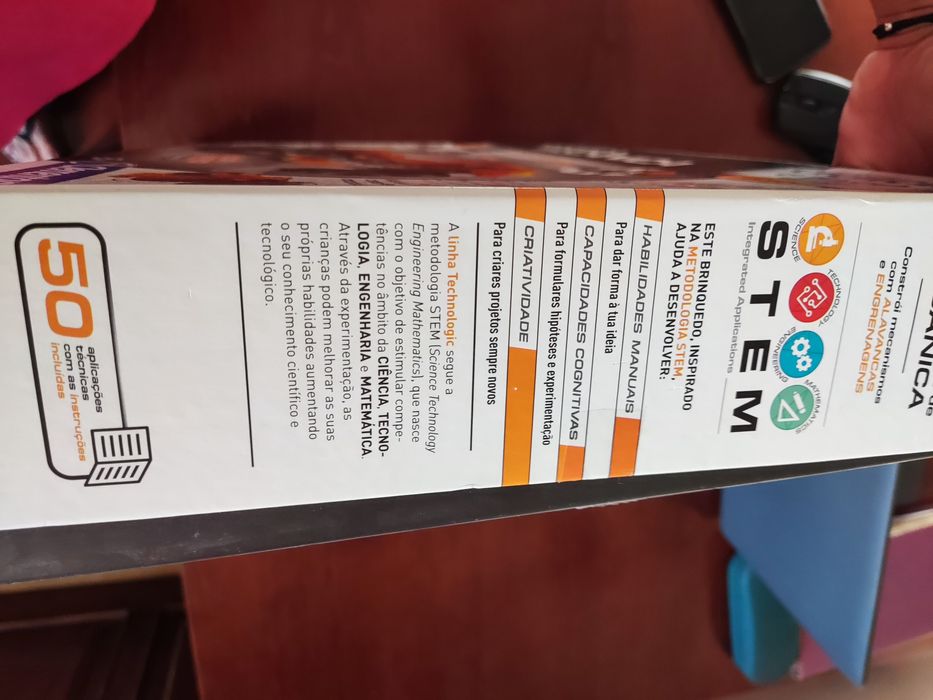 de
ÂNICA
Constrói mecanismos
com ALAVANCAS
e ENGRENAGENS
SCIENCE
TECHNOLOGY
ENGINEERING
MATHEMATICS
STEM
Integrated Applications
ESTE BRINQUEDO, INSPIRADO
NA METODOLOGIA STEM,
AJUDA A DESENVOLVER:
HABILIDADES MANUAIS
Para dar forma à tua ideia
CAPACIDADES COGNITIVAS
Para formulares hipóteses e experimentação
CRIATIVIDADE
Para criares projetos sempre novos
A linha Technologic segue a
metodologia STEM (Science Technology
Engineering Mathematics), que nasce
com o objetivo de estimular compe-
tências no âmbito da CIÊNCIA, TECNO-
LOGIA, ENGENHARIA e MATEMÁTICA.
Através da experimentação, as
crianças podem melhorar as suas
próprias habilidades aumentando
o seu conhecimento científico e
tecnológico.
50
aplicações
técnicas
com as instruções
incluídas